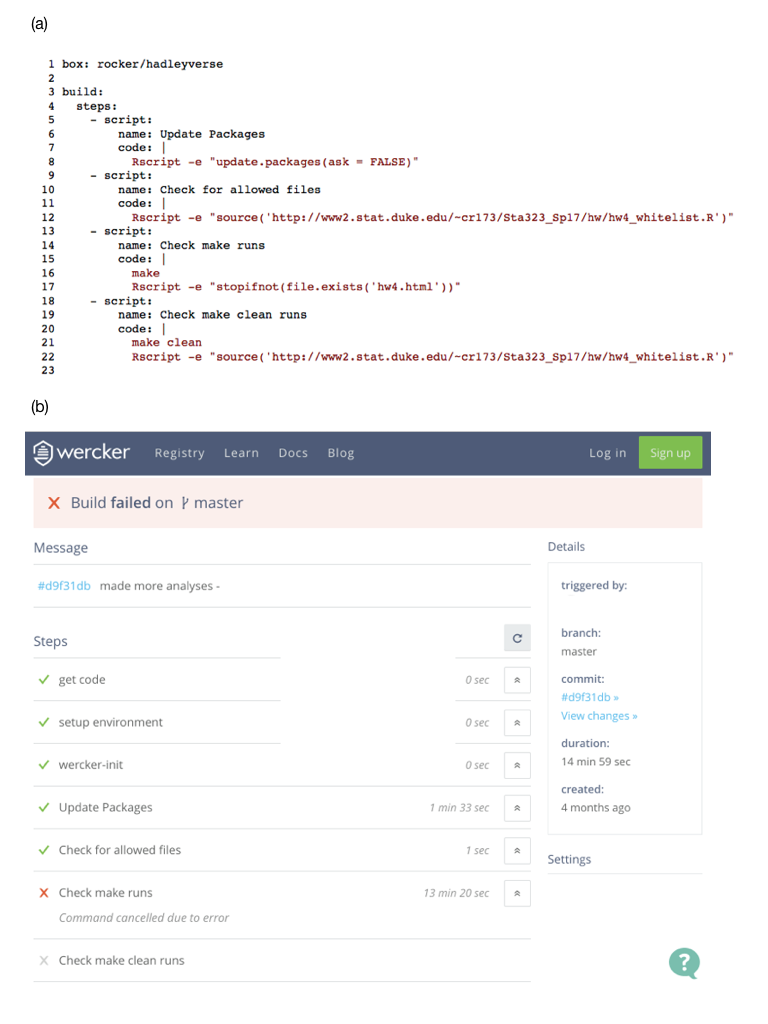 (a)
1 box: rocker/hadleyverse
2
3 build:
4   steps:
5     - script:
6         name: Update Packages
7         code: |
8           Rscript -e "update.packages(ask = FALSE)"
9     - script:
10         name: Check for allowed files
11         code: |
12           Rscript -e "source('http://www2.stat.duke.edu/~cr173/Sta323_Sp17/hw/hw4_whitelist.R')"
13     - script:
14         name: Check make runs
15         code: |
16           make
17           Rscript -e "stopifnot(file.exists('hw4.html'))"
18     - script:
19         name: Check make clean runs
20         code: |
21           make clean
22           Rscript -e "source('http://www2.stat.duke.edu/~cr173/Sta323_Sp17/hw/hw4_whitelist.R')"
23
(b)
wercker Registry Learn Docs Blog Log in Sign up
Build failed on master
Message
#d9f31db made more analyses -
Steps
get code 0 sec
setup environment 0 sec
wercker-init 0 sec
Update Packages 1 min 33 sec
Check for allowed files 1 sec
Check make runs 13 min 20 sec
Command cancelled due to error
Check make clean runs
Details
triggered by:
branch:
master
commit:
#d9f31db »
View changes »
duration:
14 min 59 sec
created:
4 months ago
Settings
?